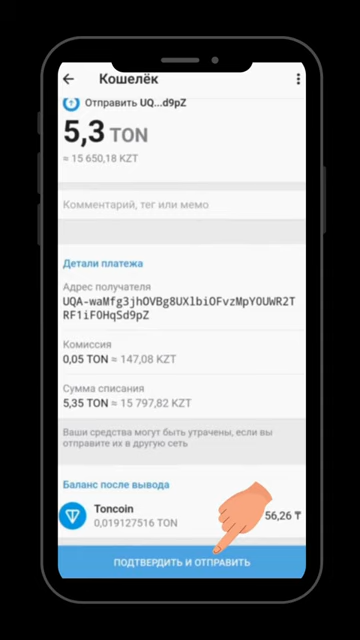 Кошелёк
Отправить UQ...d9pZ
5,3 TON
≈ 15 650,18 KZT
Комментарий, тег или мемо
Детали платежа
Адрес получателя
UQA-waMfg3jhOVBg8UXlbiOFvzMpY0UWR2T
RF1iF0HqSd9pZ
Комиссия
0,05 TON ≈ 147,08 KZT
Сумма списания
5,35 TON ≈ 15 797,82 KZT
Ваши средства могут быть утрачены, если вы
отправите их в другую сеть
Баланс после вывода
Toncoin
56,26 ₸
0,019127516 TON
ПОДТВЕРДИТЬ И ОТПРАВИТЬ